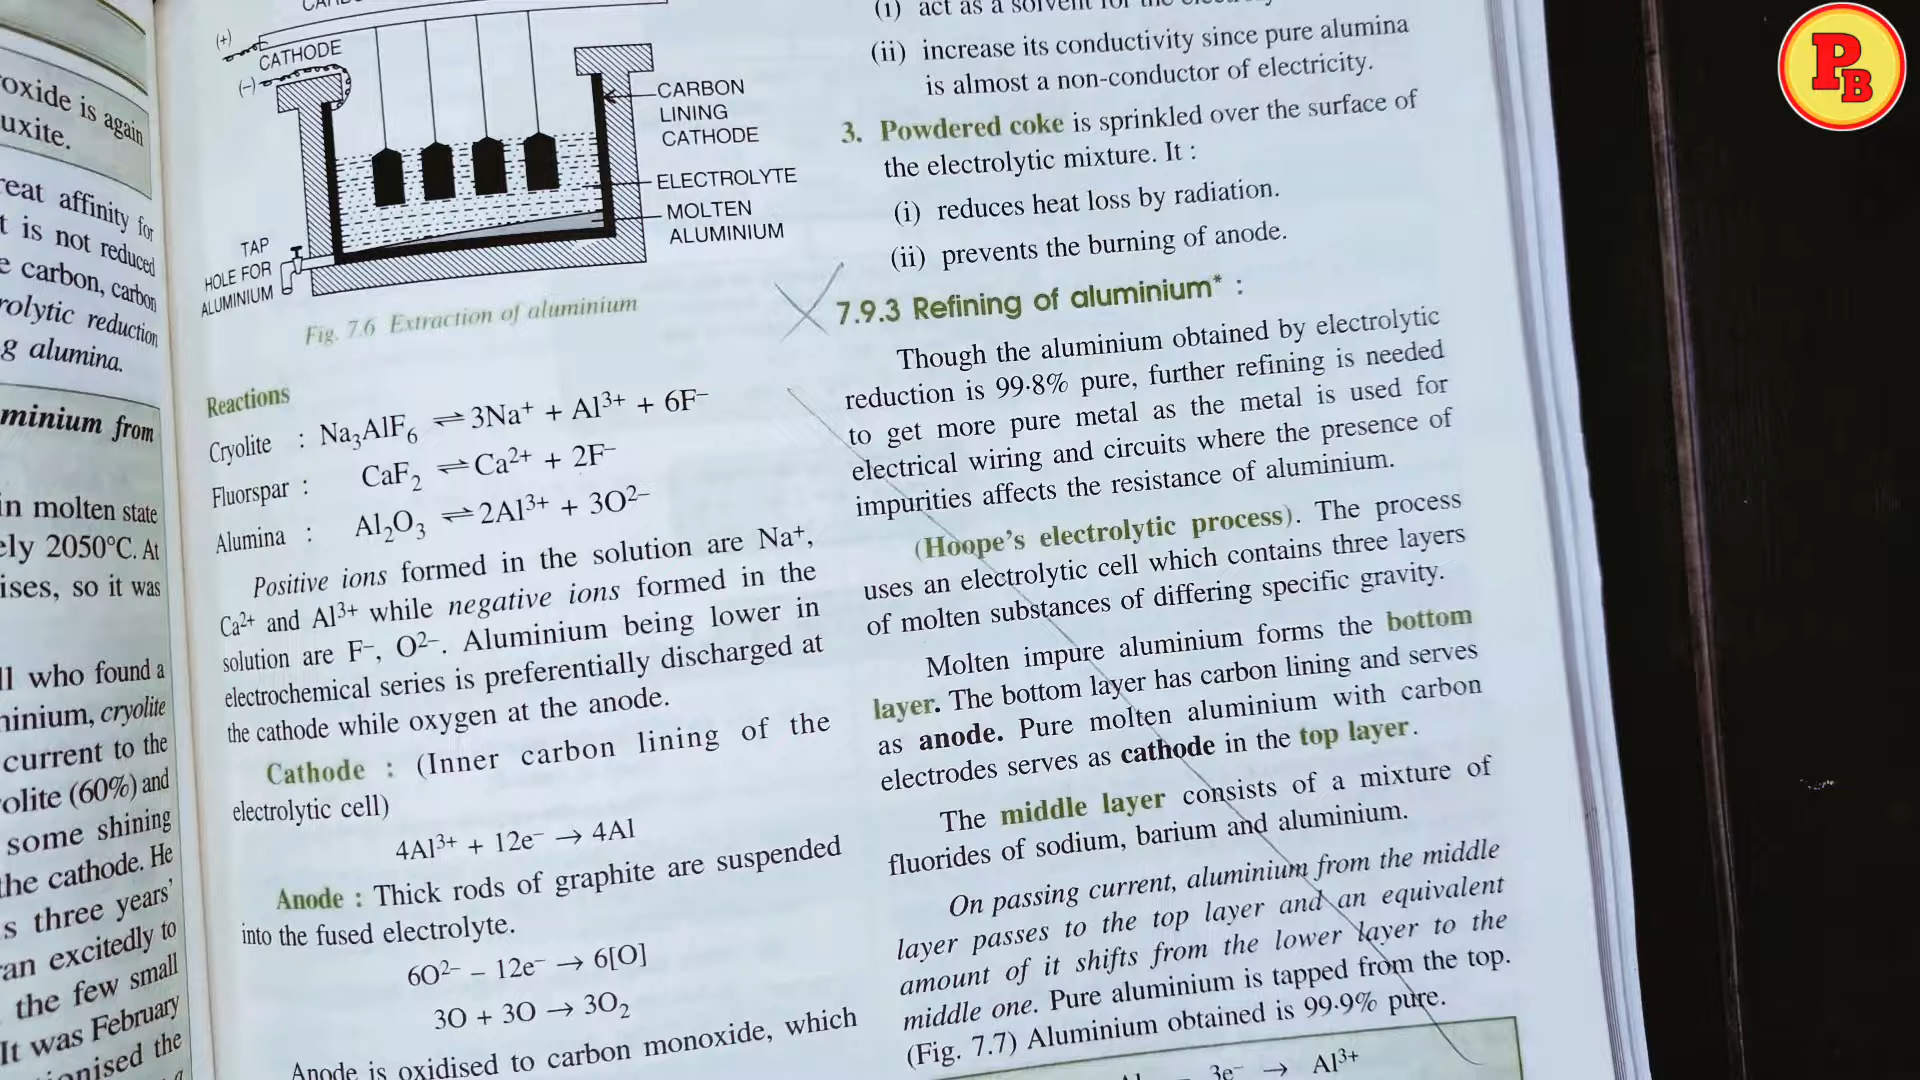 oxide is again
uxite.
reat affinity for
t is not reduced
e carbon, carbon
rolytic reduction
g alumina.
minium from
in molten state
ely 2050°C. At
ises, so it was
ll who found a
ninium, cryolite
current to the
olite (60%) and
some shining
the cathode. He
s three years'
ran excitedly to
the few small
It was February
onised the
(+)
CATHODE
(–)
CARBON
LINING
CATHODE
ELECTROLYTE
MOLTEN
ALUMINIUM
TAP
HOLE FOR
ALUMINIUM
Fig. 7.6 Extraction of aluminium
Reactions
Cryolite : Na₃AlF₆ ⇌ 3Na⁺ + Al³⁺ + 6F⁻
Fluorspar : CaF₂ ⇌ Ca²⁺ + 2F⁻
Alumina : Al₂O₃ ⇌ 2Al³⁺ + 3O²⁻
Positive ions formed in the solution are Na⁺,
Ca²⁺ and Al³⁺ while negative ions formed in the
solution are F⁻, O²⁻. Aluminium being lower in
electrochemical series is preferentially discharged at
the cathode while oxygen at the anode.
Cathode : (Inner carbon lining of the
electrolytic cell)
4Al³⁺ + 12e⁻ → 4Al
Anode : Thick rods of graphite are suspended
into the fused electrolyte.
6O²⁻ – 12e⁻ → 6[O]
3O + 3O → 3O₂
Anode is oxidised to carbon monoxide, which
(i) act as a solvent for the
(ii) increase its conductivity since pure alumina
is almost a non-conductor of electricity.
3. Powdered coke is sprinkled over the surface of
the electrolytic mixture. It :
(i) reduces heat loss by radiation.
(ii) prevents the burning of anode.
7.9.3 Refining of aluminium* :
Though the aluminium obtained by electrolytic
reduction is 99·8% pure, further refining is needed
to get more pure metal as the metal is used for
electrical wiring and circuits where the presence of
impurities affects the resistance of aluminium.
(Hoope's electrolytic process). The process
uses an electrolytic cell which contains three layers
of molten substances of differing specific gravity.
Molten impure aluminium forms the bottom
layer. The bottom layer has carbon lining and serves
as anode. Pure molten aluminium with carbon
electrodes serves as cathode in the top layer.
The middle layer consists of a mixture of
fluorides of sodium, barium and aluminium.
On passing current, aluminium from the middle
layer passes to the top layer and an equivalent
amount of it shifts from the lower layer to the
middle one. Pure aluminium is tapped from the top.
(Fig. 7.7) Aluminium obtained is 99·9% pure.
3e⁻ → Al³⁺
PB